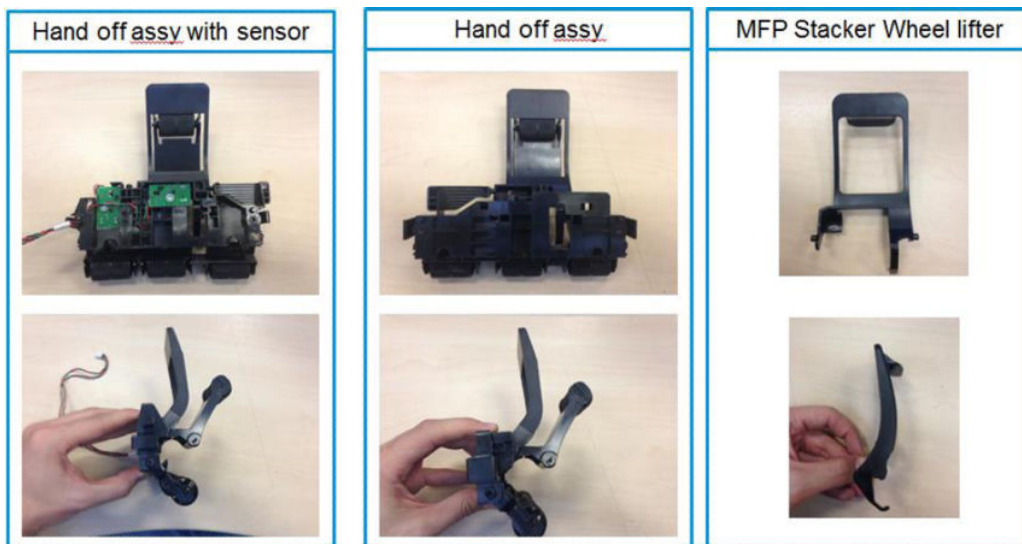 Hand off assy with sensor
Hand off assy
MFP Stacker Wheel lifter